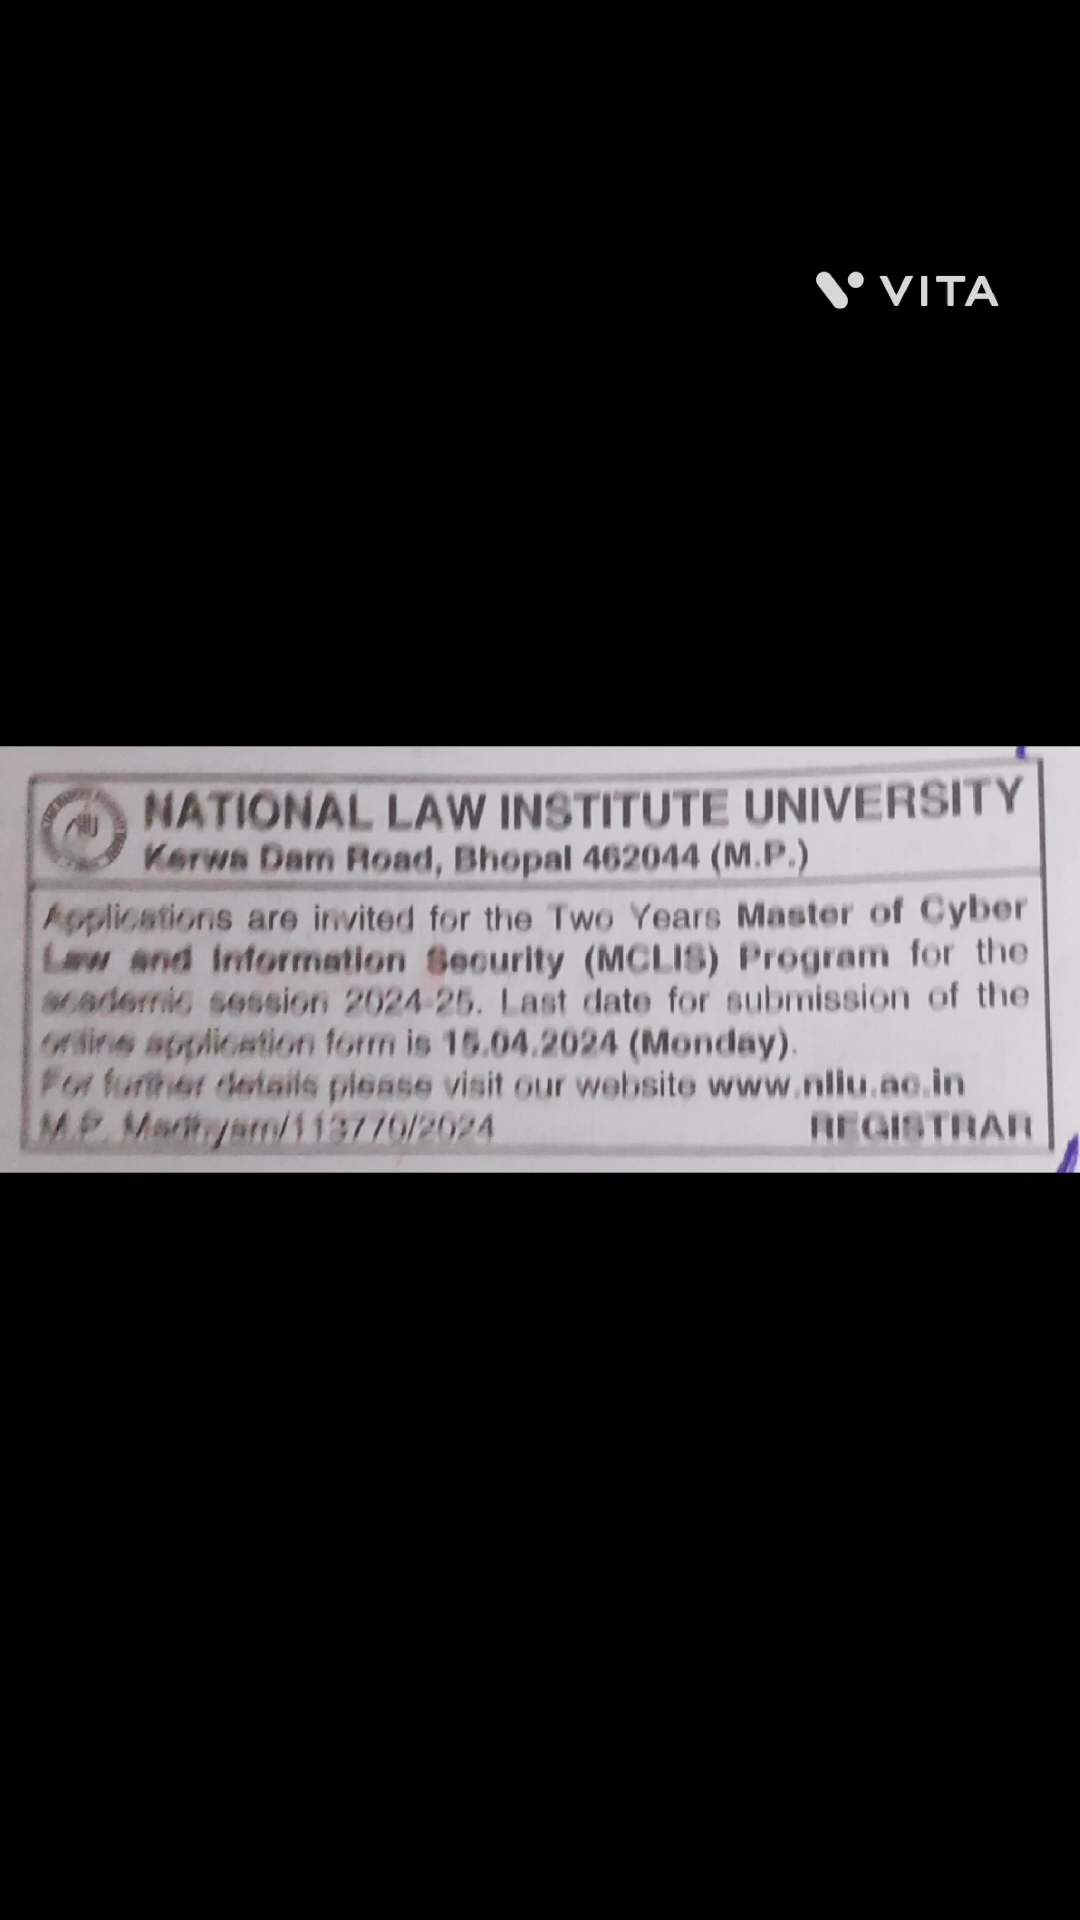 VITA
NATIONAL LAW INSTITUTE UNIVERSITY
Kerwa Dam Road, Bhopal 462044 (M.P.)
Applications are invited for the Two Years Master of Cyber
Law and Information Security (MCLIS) Program for the
academic session 2024-25. Last date for submission of the
online application form is 15.04.2024 (Monday).
For further details please visit our website www.nliu.ac.in
M.P. Madhyam/113770/2024 REGISTRAR